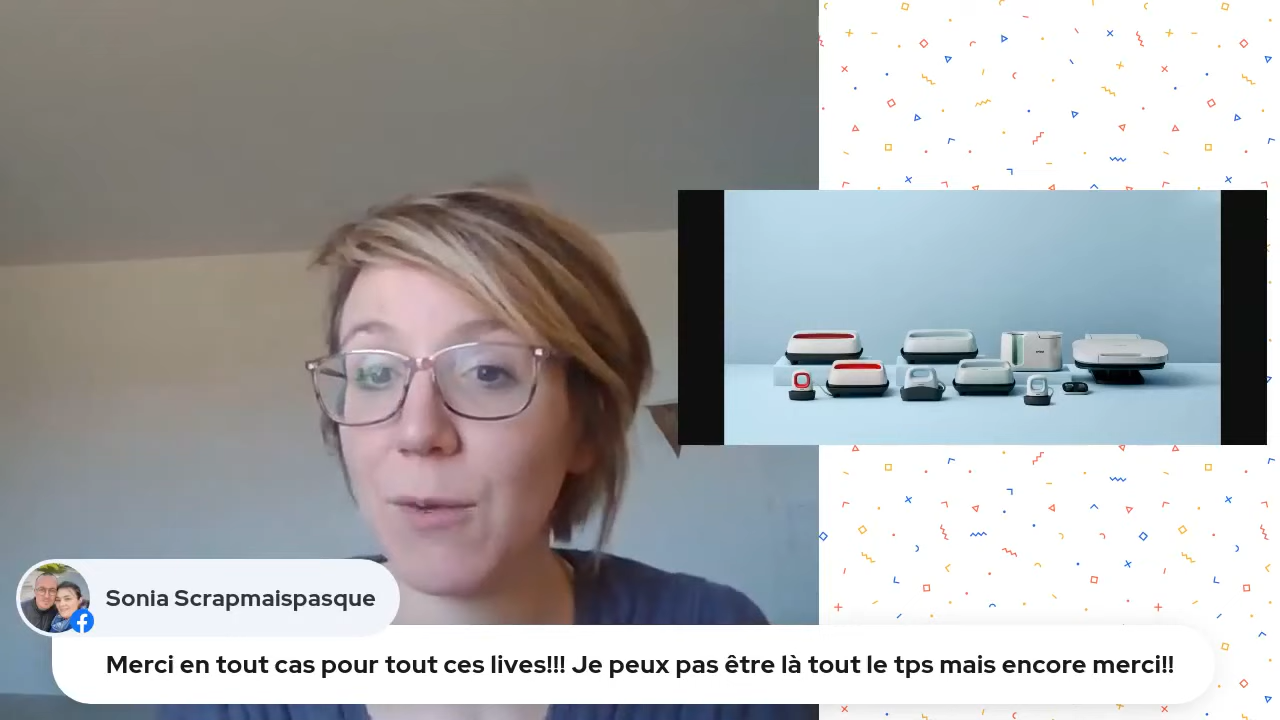 Sonia Scrapmaispasque
Merci en tout cas pour tout ces lives!!! Je peux pas être là tout le tps mais encore merci!!